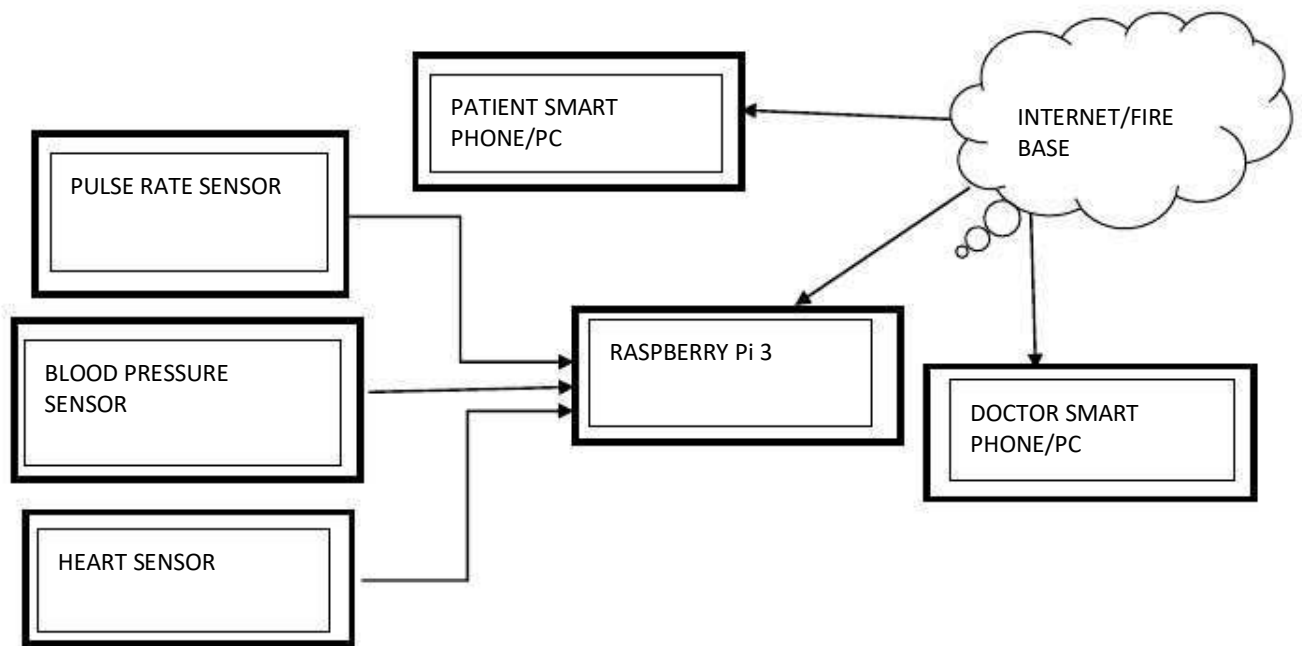 PATIENT SMART
PHONE/PC
INTERNET/FIRE
BASE
PULSE RATE SENSOR
RASPBERRY Pi 3
BLOOD PRESSURE
SENSOR
DOCTOR SMART
PHONE/PC
HEART SENSOR